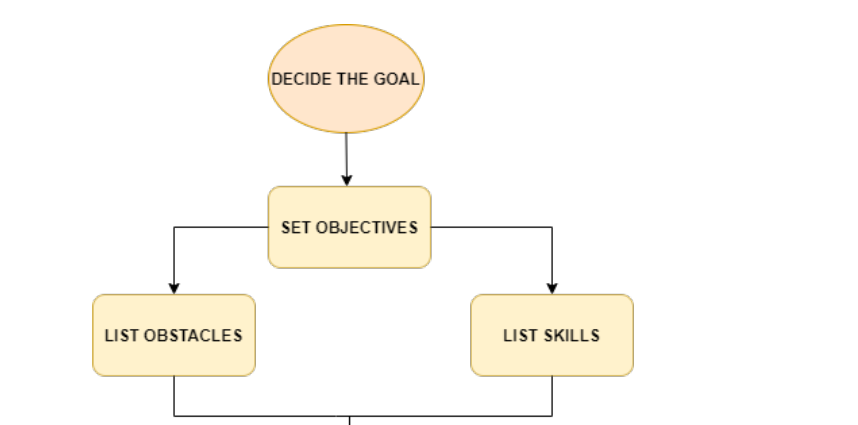 DECIDE THE GOAL
SET OBJECTIVES
LIST OBSTACLES
LIST SKILLS